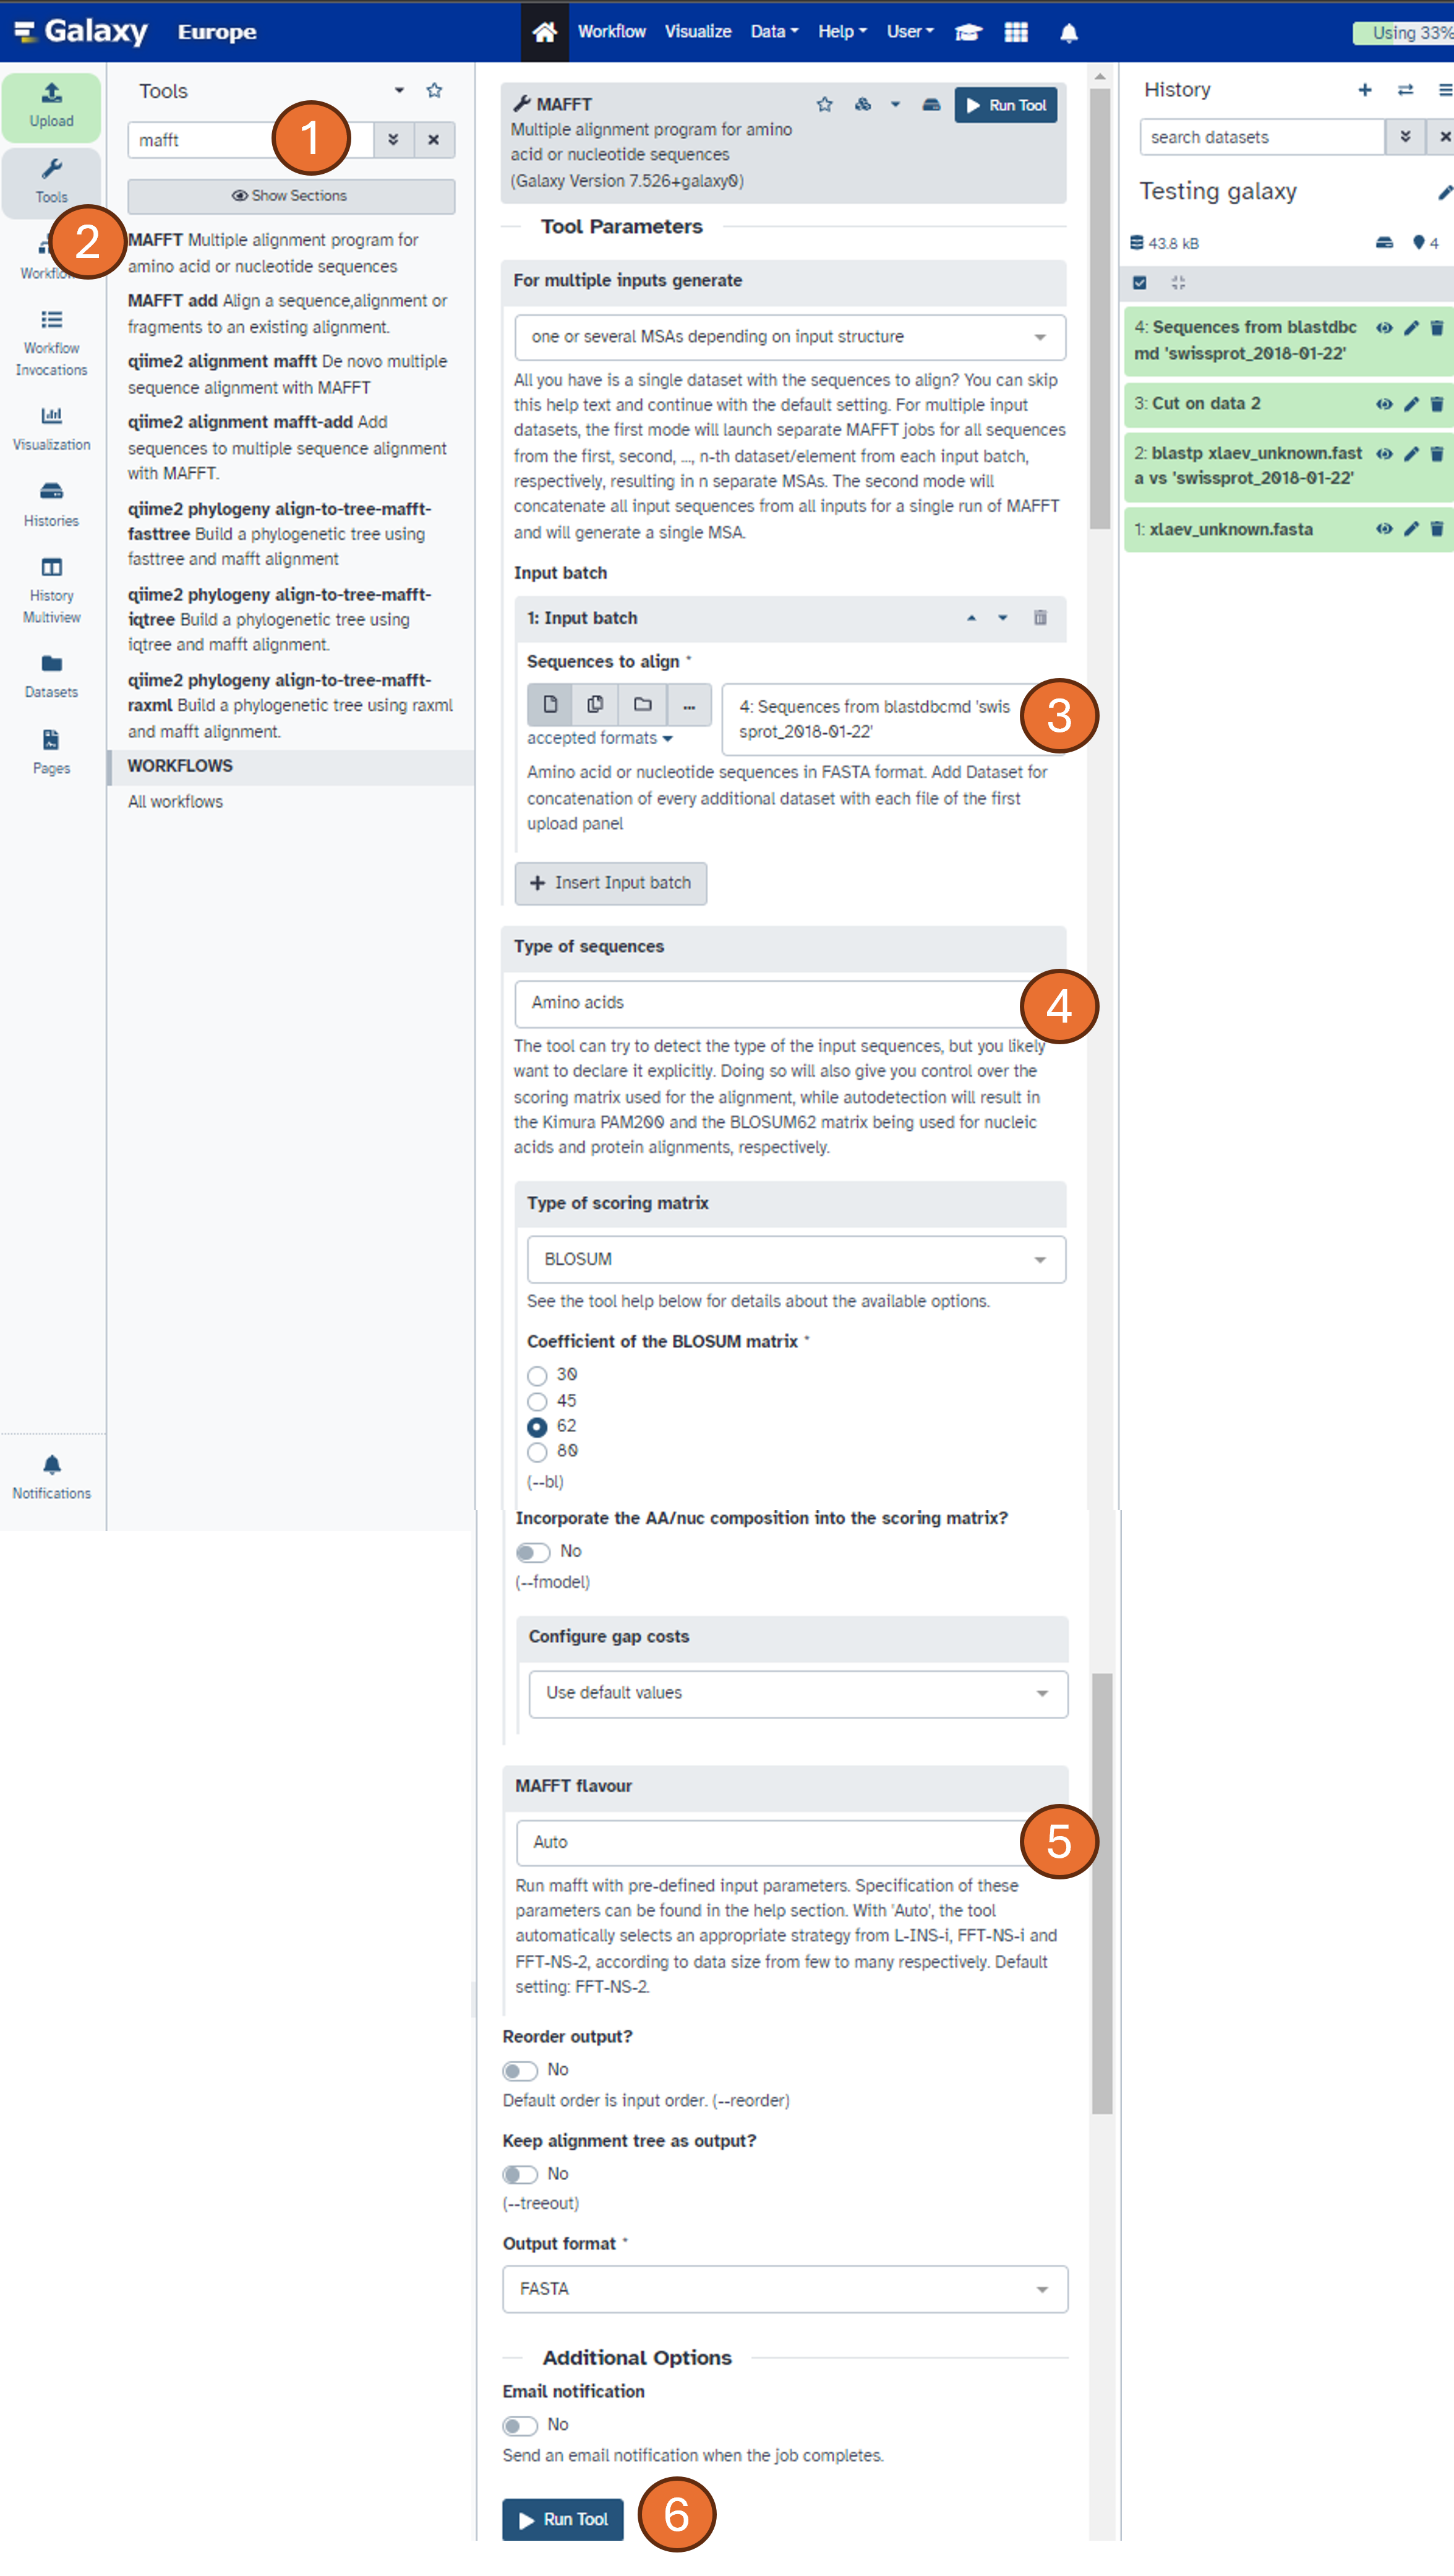 Galaxy Europe
Workflow Visualize Data Help User
Using 33%
Upload
Tools
Workflo
Workflow
Invocations
Visualization
Histories
History
Multiview
Datasets
Pages
Notifications
Tools
mafft
1
Show Sections
2
MAFFT Multiple alignment program for
amino acid or nucleotide sequences
MAFFT add Align a sequence,alignment or
fragments to an existing alignment.
qiime2 alignment mafft De novo multiple
sequence alignment with MAFFT
qiime2 alignment mafft-add Add
sequences to multiple sequence alignment
with MAFFT.
qiime2 phylogeny align-to-tree-mafft-
fasttree Build a phylogenetic tree using
fasttree and mafft alignment
qiime2 phylogeny align-to-tree-mafft-
iqtree Build a phylogenetic tree using
iqtree and mafft alignment.
qiime2 phylogeny align-to-tree-mafft-
raxml Build a phylogenetic tree using raxml
and mafft alignment.
WORKFLOWS
All workflows
MAFFT
Multiple alignment program for amino
acid or nucleotide sequences
(Galaxy Version 7.526+galaxy0)
Run Tool
Tool Parameters
For multiple inputs generate
one or several MSAs depending on input structure
All you have is a single dataset with the sequences to align? You can skip
this help text and continue with the default setting. For multiple input
datasets, the first mode will launch separate MAFFT jobs for all sequences
from the first, second, ..., n-th dataset/element from each input batch,
respectively, resulting in n separate MSAs. The second mode will
concatenate all input sequences from all inputs for a single run of MAFFT
and will generate a single MSA.
Input batch
1: Input batch
Sequences to align *
...
accepted formats
4: Sequences from blastdbcmd 'swis
sprot_2018-01-22'
3
Amino acid or nucleotide sequences in FASTA format. Add Dataset for
concatenation of every additional dataset with each file of the first
upload panel
+ Insert Input batch
Type of sequences
Amino acids
4
The tool can try to detect the type of the input sequences, but you likely
want to declare it explicitly. Doing so will also give you control over the
scoring matrix used for the alignment, while autodetection will result in
the Kimura PAM200 and the BLOSUM62 matrix being used for nucleic
acids and protein alignments, respectively.
Type of scoring matrix
BLOSUM
See the tool help below for details about the available options.
Coefficient of the BLOSUM matrix *
30
45
62
80
(--bl)
Incorporate the AA/nuc composition into the scoring matrix?
No
(--fmodel)
Configure gap costs
Use default values
MAFFT flavour
Auto
5
Run mafft with pre-defined input parameters. Specification of these
parameters can be found in the help section. With 'Auto', the tool
automatically selects an appropriate strategy from L-INS-i, FFT-NS-i and
FFT-NS-2, according to data size from few to many respectively. Default
setting: FFT-NS-2.
Reorder output?
No
Default order is input order. (--reorder)
Keep alignment tree as output?
No
(--treeout)
Output format *
FASTA
Additional Options
Email notification
No
Send an email notification when the job completes.
Run Tool
6
History
search datasets
Testing galaxy
43.8 kB
4
4: Sequences from blastdbc
md 'swissprot_2018-01-22'
3: Cut on data 2
2: blastp xlaev_unknown.fast
a vs 'swissprot_2018-01-22'
1: xlaev_unknown.fasta